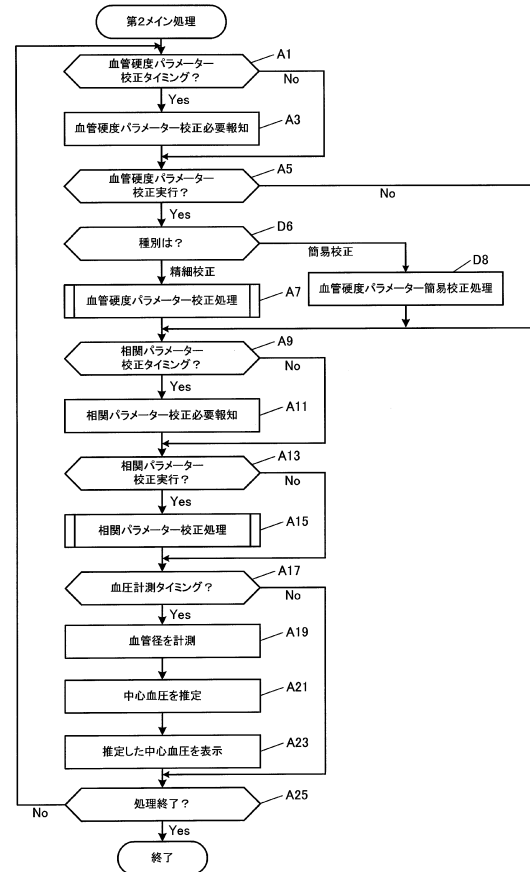 第2メイン処理
血管硬度パラメーター
校正タイミング?
A1
No
Yes
血管硬度パラメーター校正必要報知
A3
血管硬度パラメーター
校正実行?
A5
No
Yes
種別は?
D6
簡易校正
精細校正
D8
血管硬度パラメーター簡易校正処理
血管硬度パラメーター校正処理
A7
相関パラメーター
校正タイミング?
A9
No
Yes
相関パラメーター校正必要報知
A11
相関パラメーター
校正実行?
A13
No
Yes
相関パラメーター校正処理
A15
血圧計測タイミング?
A17
No
Yes
血管径を計測
A19
中心血圧を推定
A21
推定した中心血圧を表示
A23
処理終了?
A25
No
Yes
終了